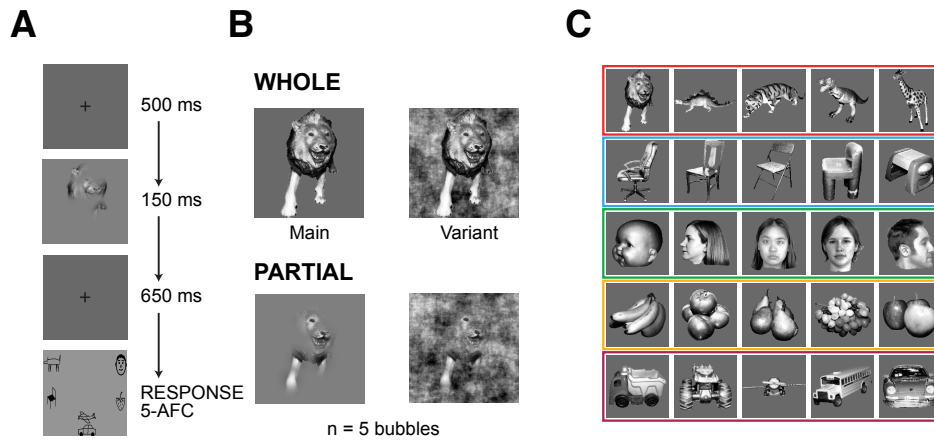 A
500 ms
150 ms
650 ms
RESPONSE
5-AFC
B
WHOLE
Main
Variant
PARTIAL
n = 5 bubbles
C